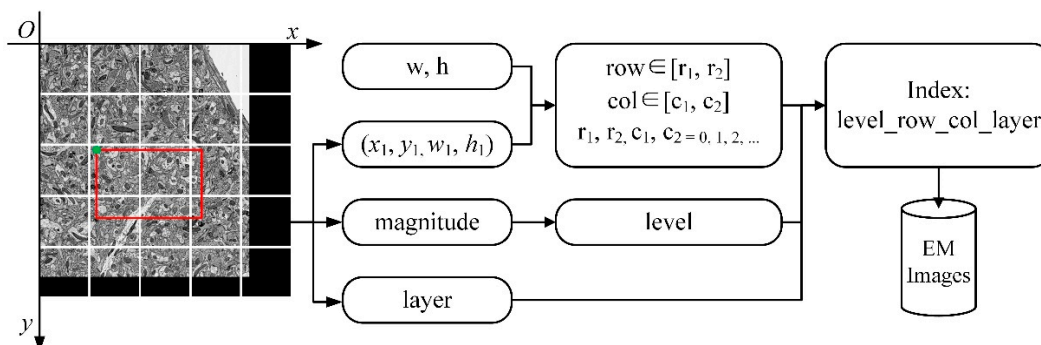 O
x
y
w, h
(x₁, y₁, w₁, h₁)
magnitude
layer
row∈[r₁, r₂]
col∈[c₁, c₂]
r₁, r₂, c₁, c₂ = 0, 1, 2, ...
level
Index:
level_row_col_layer
EM
Images